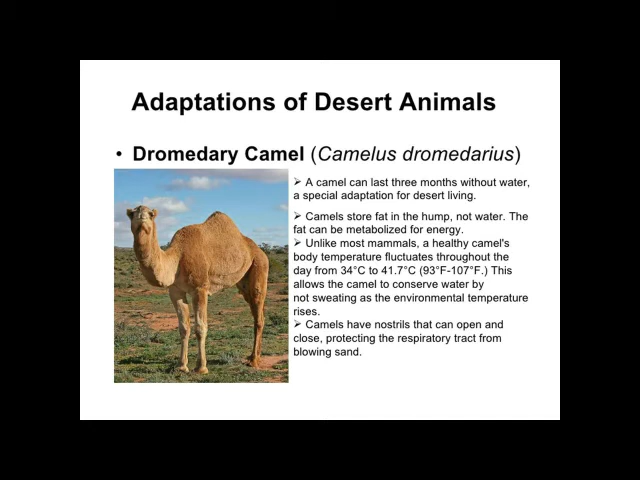 Adaptations of Desert Animals
• Dromedary Camel (Camelus dromedarius)
➢ A camel can last three months without water,
a special adaptation for desert living.
➢ Camels store fat in the hump, not water. The
fat can be metabolized for energy.
➢ Unlike most mammals, a healthy camel's
body temperature fluctuates throughout the
day from 34°C to 41.7°C (93°F-107°F.) This
allows the camel to conserve water by
not sweating as the environmental temperature
rises.
➢ Camels have nostrils that can open and
close, protecting the respiratory tract from
blowing sand.